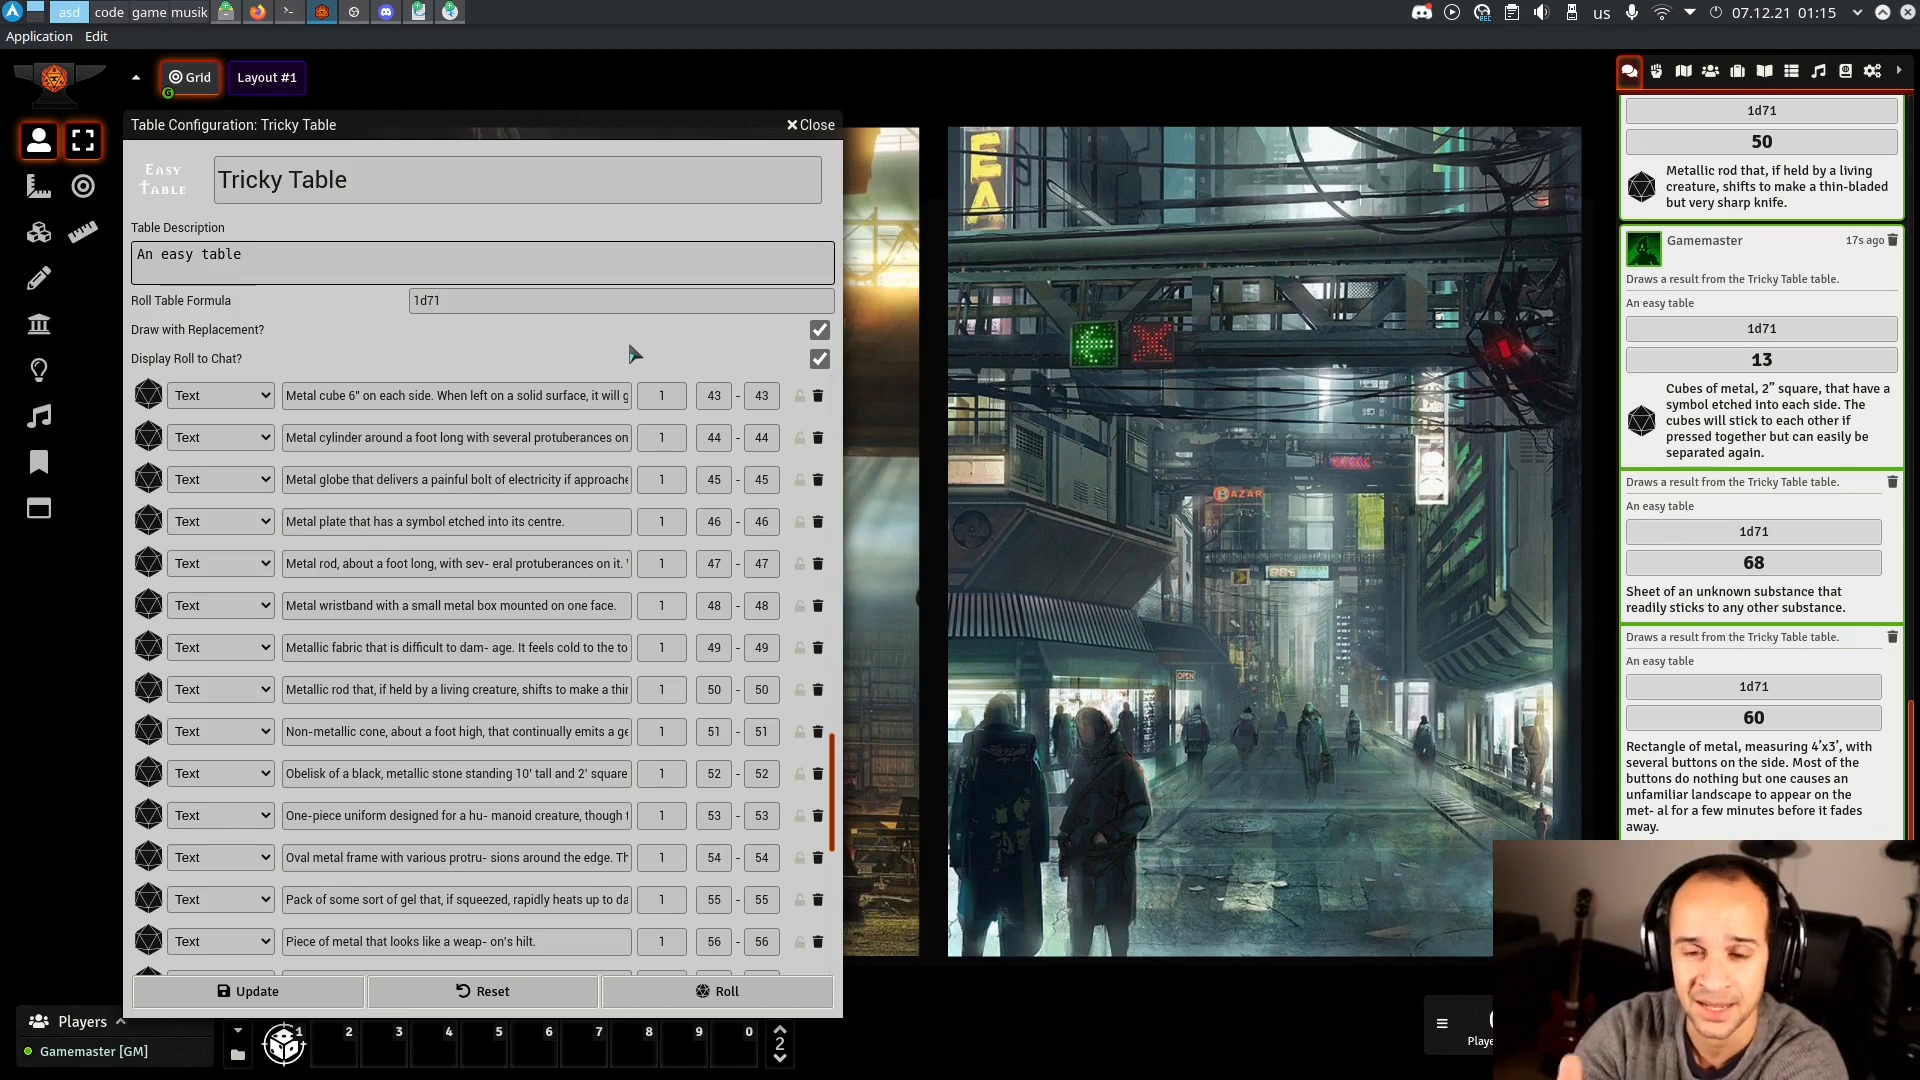 asd code game musik
us 07.12.21 01:15
Application Edit
Grid Layout #1
G
Table Configuration: Tricky Table Close
EASY
TABLE
Tricky Table
Table Description
An easy table
Roll Table Formula 1d71
Draw with Replacement?
Display Roll to Chat?
Text Metal cube 6" on each side. When left on a solid surface, it will g 1 43 - 43
Text Metal cylinder around a foot long with several protuberances on 1 44 - 44
Text Metal globe that delivers a painful bolt of electricity if approache 1 45 - 45
Text Metal plate that has a symbol etched into its centre. 1 46 - 46
Text Metal rod, about a foot long, with sev- eral protuberances on it. 1 47 - 47
Text Metal wristband with a small metal box mounted on one face. 1 48 - 48
Text Metallic fabric that is difficult to dam- age. It feels cold to the to 1 49 - 49
Text Metallic rod that, if held by a living creature, shifts to make a thi 1 50 - 50
Text Non-metallic cone, about a foot high, that continually emits a ge 1 51 - 51
Text Obelisk of a black, metallic stone standing 10' tall and 2' square 1 52 - 52
Text One-piece uniform designed for a hu- manoid creature, though 1 53 - 53
Text Oval metal frame with various protru- sions around the edge. Th 1 54 - 54
Text Pack of some sort of gel that, if squeezed, rapidly heats up to da 1 55 - 55
Text Piece of metal that looks like a weap- on's hilt. 1 56 - 56
Update Reset Roll
Players
Gamemaster [GM]
1 2 3 4 5 6 7 8 9 0
2
EA
BAZAR
OPEN
Playe
1d71
50
Metallic rod that, if held by a living
creature, shifts to make a thin-bladed
but very sharp knife.
Gamemaster 17s ago
Draws a result from the Tricky Table table.
An easy table
1d71
13
Cubes of metal, 2” square, that have a
symbol etched into each side. The
cubes will stick to each other if
pressed together but can easily be
separated again.
Draws a result from the Tricky Table table.
An easy table
1d71
68
Sheet of an unknown substance that
readily sticks to any other substance.
Draws a result from the Tricky Table table.
An easy table
1d71
60
Rectangle of metal, measuring 4’x3’, with
several buttons on the side. Most of the
buttons do nothing but one causes an
unfamiliar landscape to appear on the
met- al for a few minutes before it fades
away.